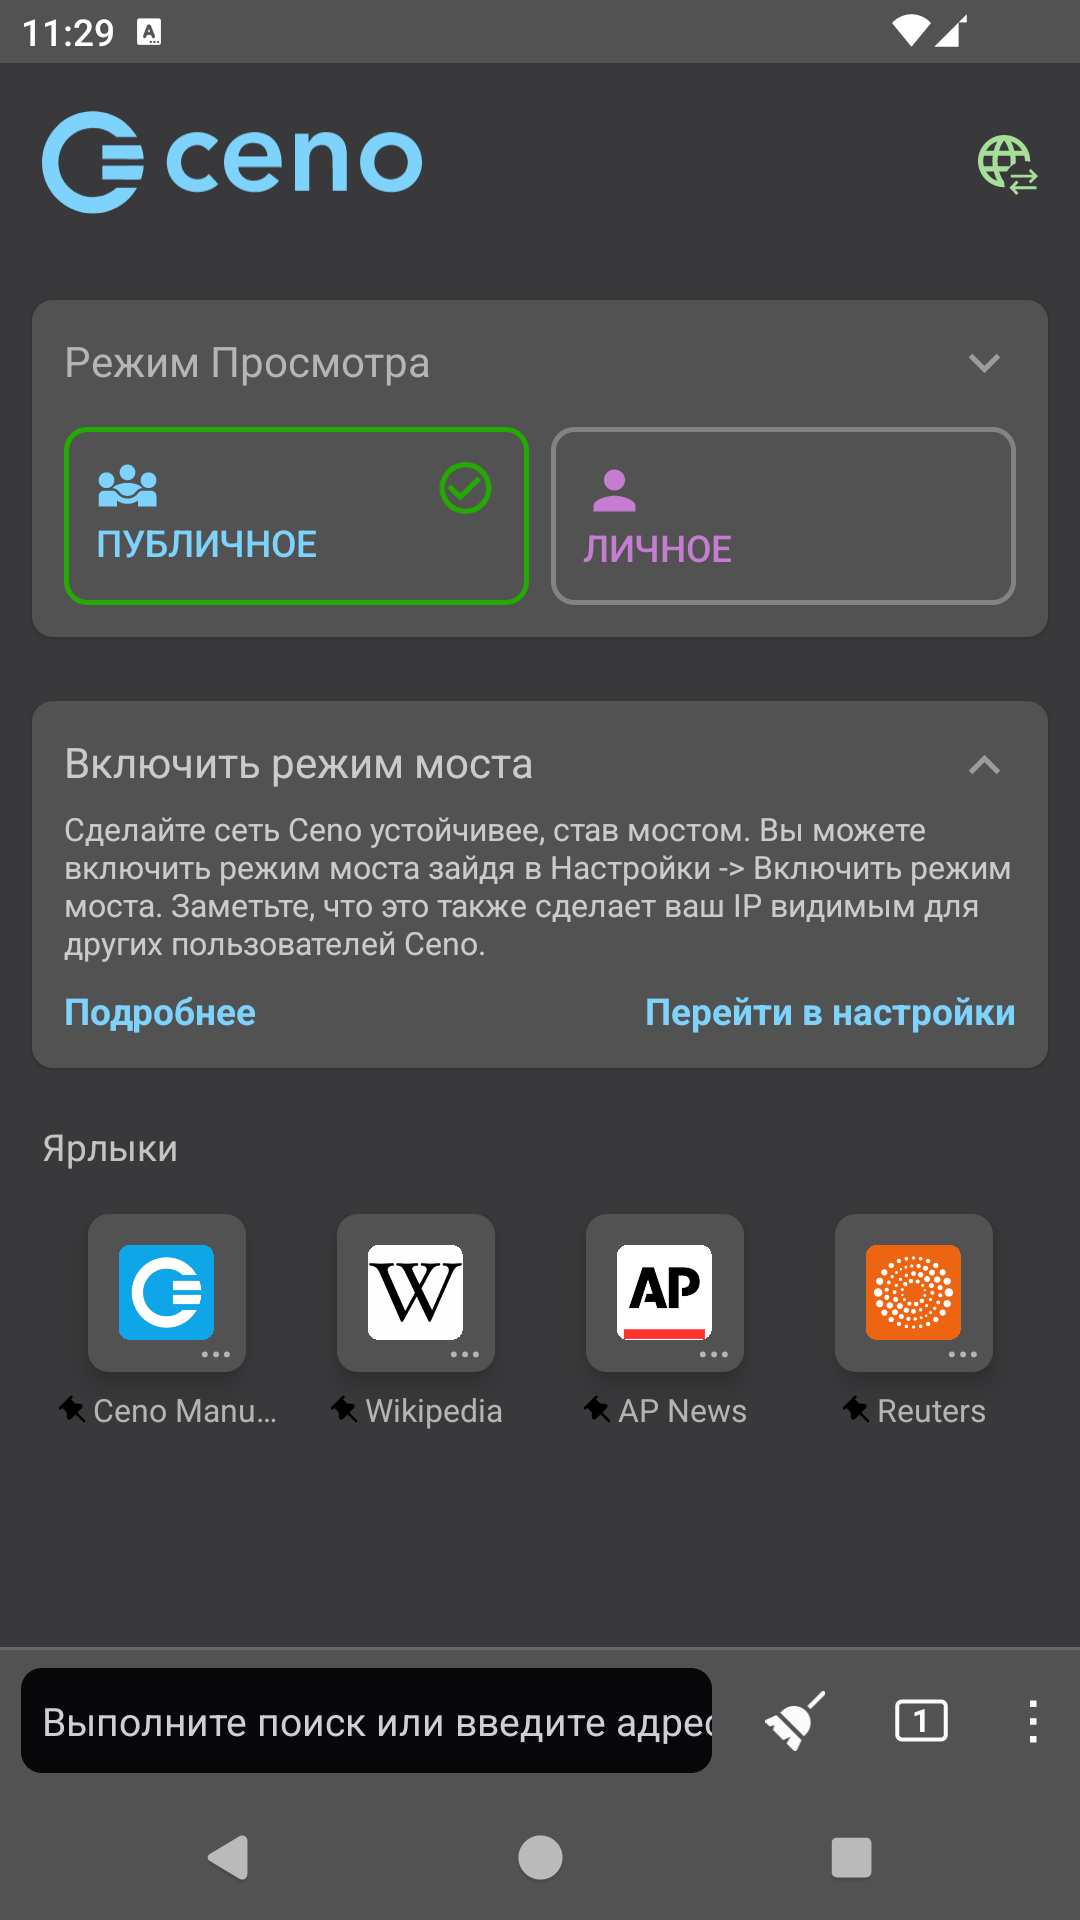 11:29
A
ceno
Режим Просмотра
ПУБЛИЧНОЕ
ЛИЧНОЕ
Включить режим моста
Сделайте сеть Ceno устойчивее, став мостом. Вы можете
включить режим моста зайдя в Настройки -> Включить режим
моста. Заметьте, что это также сделает ваш IP видимым для
других пользователей Ceno.
Подробнее
Перейти в настройки
Ярлыки
W
AP
Ceno Manu...
Wikipedia
AP News
Reuters
Выполните поиск или введите адрес
1